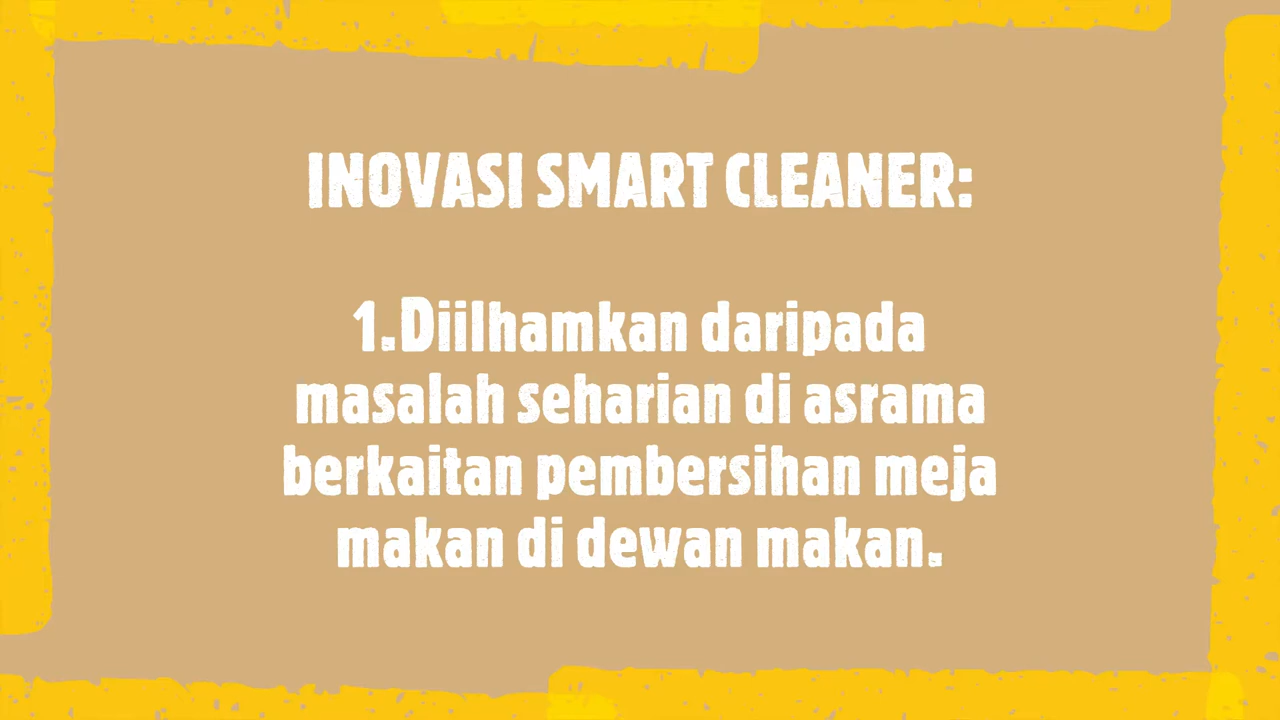 INOVASI SMART CLEANER:
1.Diilhamkan daripada
masalah seharian di asrama
berkaitan pembersihan meja
makan di dewan makan.